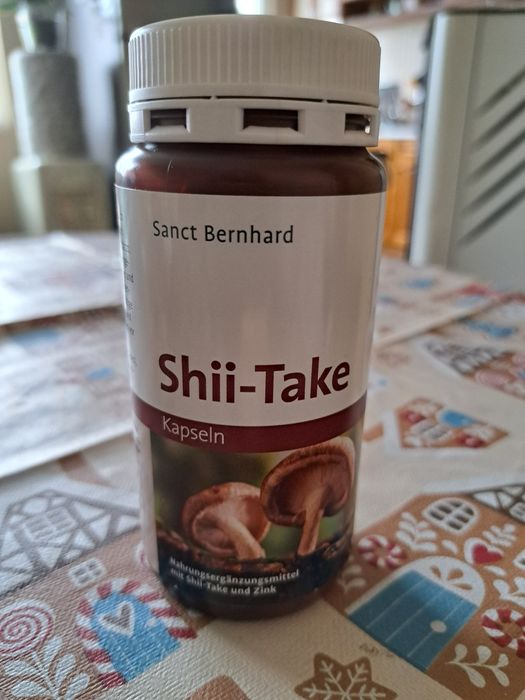 Sanct Bernhard
Shii-Take
Kapseln
Nahrungsergänzungsmittel
mit Shii-Take und Zink